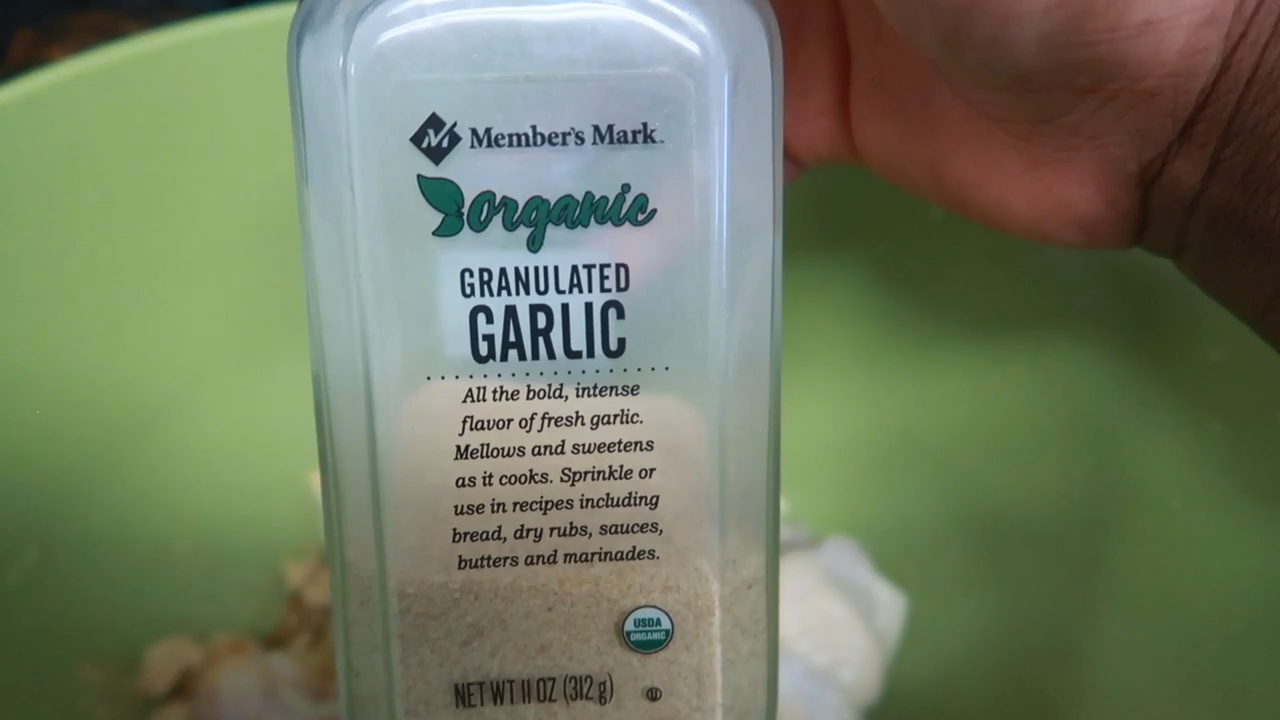 Member's Mark™
organic
GRANULATED
GARLIC
All the bold, intense
flavor of fresh garlic.
Mellows and sweetens
as it cooks. Sprinkle or
use in recipes including
bread, dry rubs, sauces,
butters and marinades.
USDA
ORGANIC
NET WT 11 OZ (312 g)